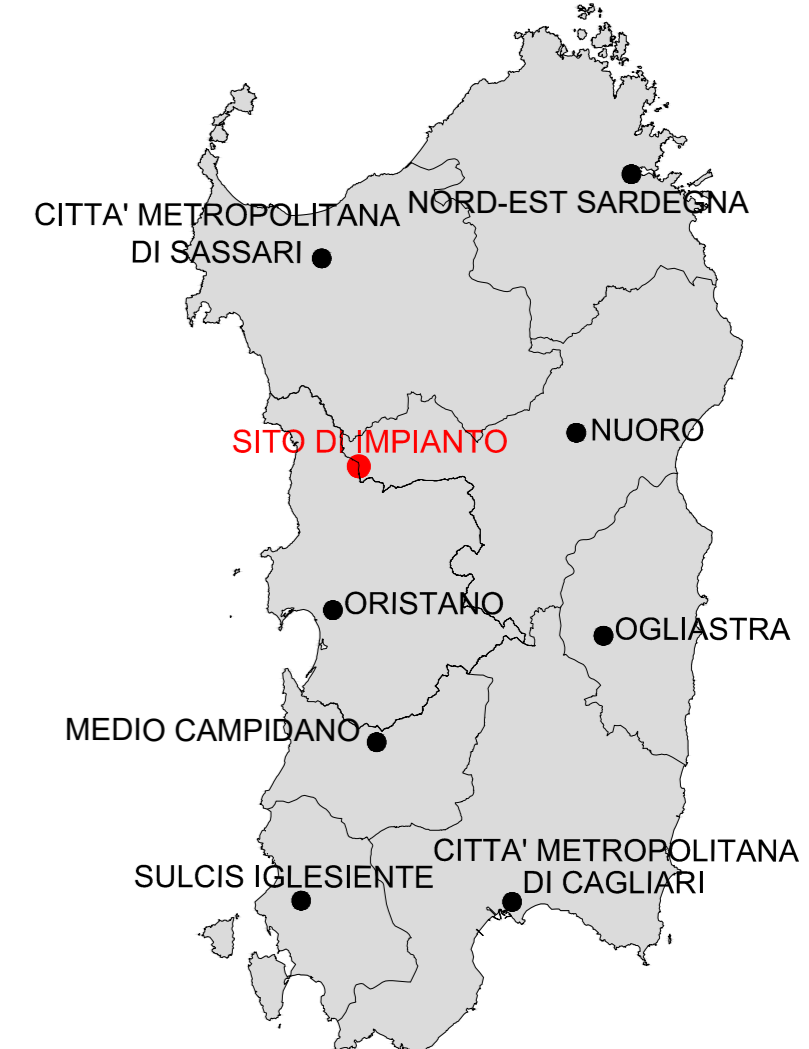 CITTA' METROPOLITANA
DI SASSARI
NORD-EST SARDEGNA
SITO DI IMPIANTO
NUORO
ORISTANO
OGLIASTRA
MEDIO CAMPIDANO
SULCIS IGLESIENTE
CITTA' METROPOLITANA
DI CAGLIARI